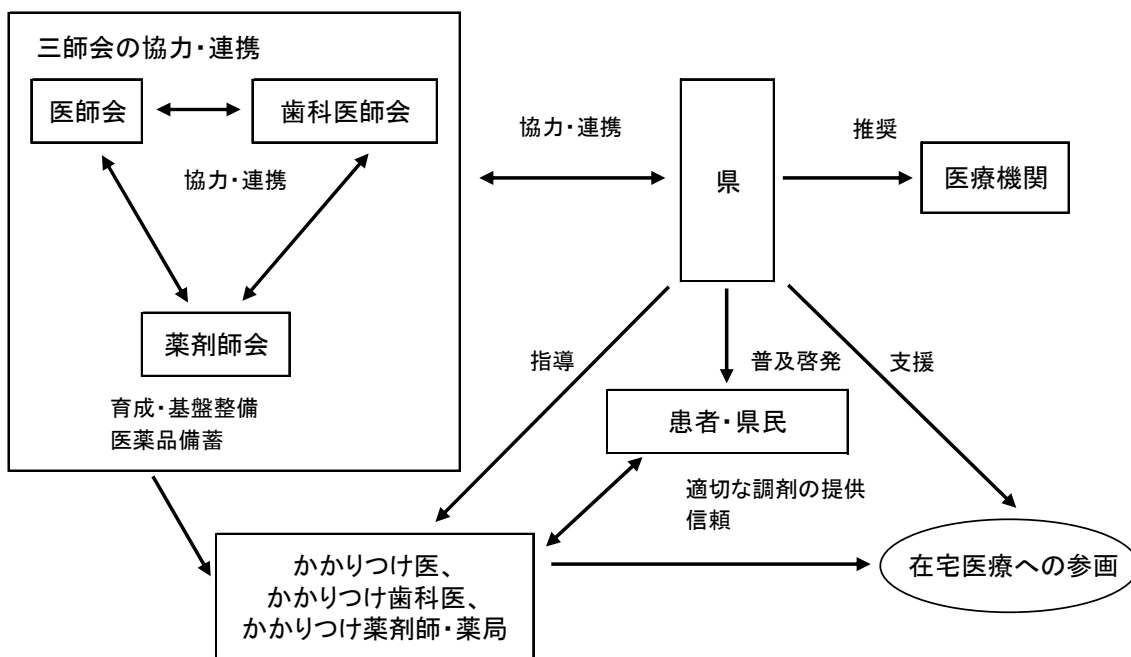 三師会の協力・連携
医師会
歯科医師会
協力・連携
薬剤師会
育成・基盤整備
医薬品備蓄
協力・連携
県
推奨
医療機関
指導
普及啓発
支援
患者・県民
適切な調剤の提供
信頼
かかりつけ医、
かかりつけ歯科医、
かかりつけ薬剤師・薬局
在宅医療への参画